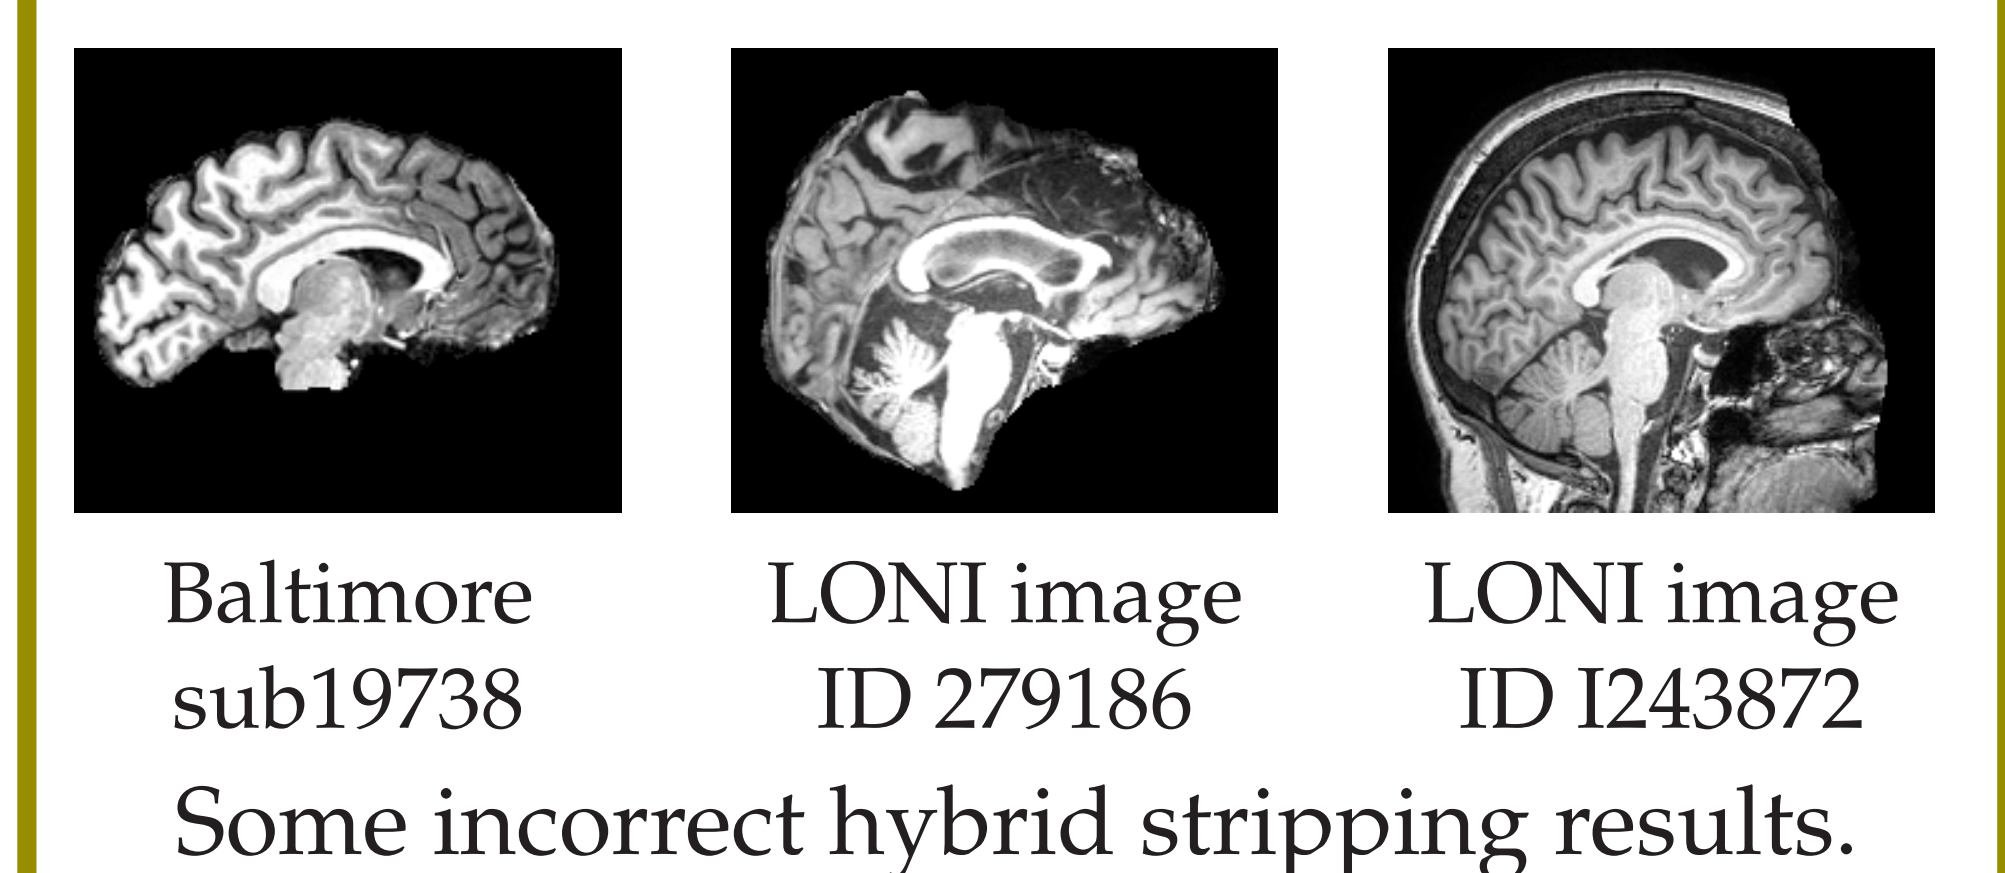 Baltimore
sub19738
LONI image
ID 279186
LONI image
ID I243872
Some incorrect hybrid stripping results.